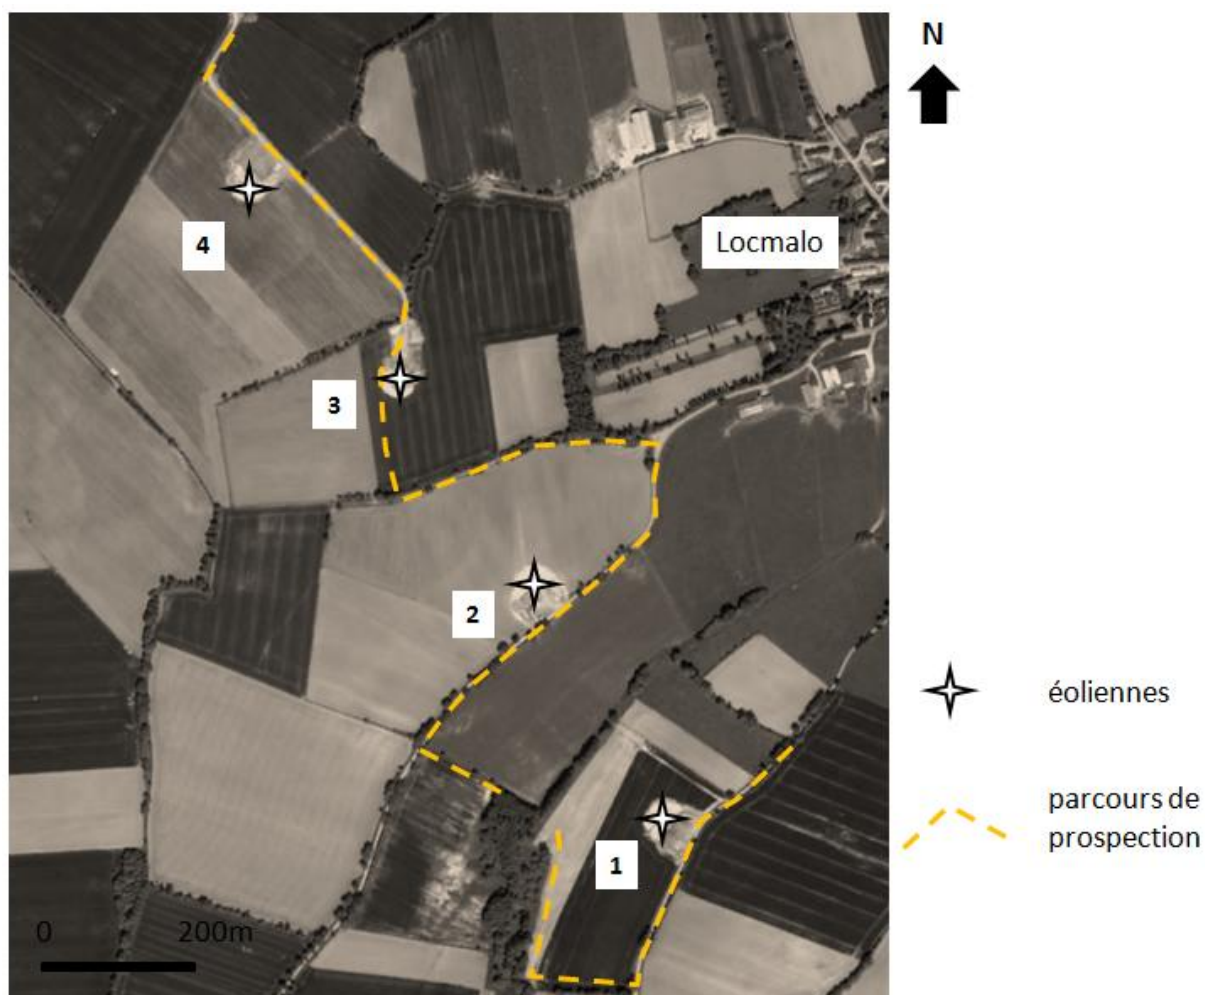 N
4
Locmalo
3
2
éoliennes
parcours de
prospection
1
0 200m